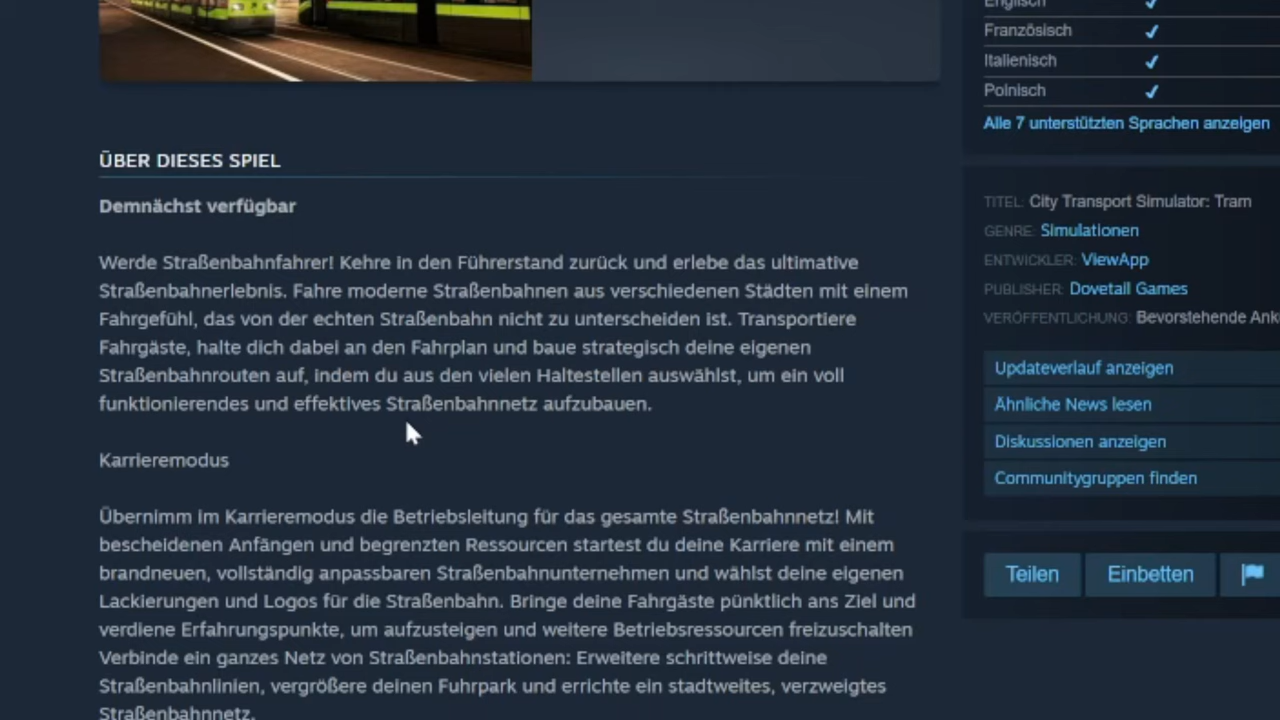 ÜBER DIESES SPIEL
Demnächst verfügbar
Werde Straßenbahnfahrer! Kehre in den Führerstand zurück und erlebe das ultimative
Straßenbahnerlebnis. Fahre moderne Straßenbahnen aus verschiedenen Städten mit einem
Fahrgefühl, das von der echten Straßenbahn nicht zu unterscheiden ist. Transportiere
Fahrgäste, halte dich dabei an den Fahrplan und baue strategisch deine eigenen
Straßenbahnrouten auf, indem du aus den vielen Haltestellen auswählst, um ein voll
funktionierendes und effektives Straßenbahnnetz aufzubauen.
Karrieremodus
Übernimm im Karrieremodus die Betriebsleitung für das gesamte Straßenbahnnetz! Mit
bescheidenen Anfängen und begrenzten Ressourcen startest du deine Karriere mit einem
brandneuen, vollständig anpassbaren Straßenbahnunternehmen und wählst deine eigenen
Lackierungen und Logos für die Straßenbahn. Bringe deine Fahrgäste pünktlich ans Ziel und
verdiene Erfahrungspunkte, um aufzusteigen und weitere Betriebsressourcen freizuschalten
Verbinde ein ganzes Netz von Straßenbahnstationen: Erweitere schrittweise deine
Straßenbahnlinien, vergrößere deinen Fuhrpark und errichte ein stadtweites, verzweigtes
Straßenbahnnetz.
Englisch
Französisch
Italienisch
Polnisch
Alle 7 unterstützten Sprachen anzeigen
TITEL: City Transport Simulator: Tram
GENRE: Simulationen
ENTWICKLER: ViewApp
PUBLISHER: Dovetail Games
VERÖFFENTLICHUNG: Bevorstehende Ank
Updateverlauf anzeigen
Ähnliche News lesen
Diskussionen anzeigen
Communitygruppen finden
Teilen
Einbetten